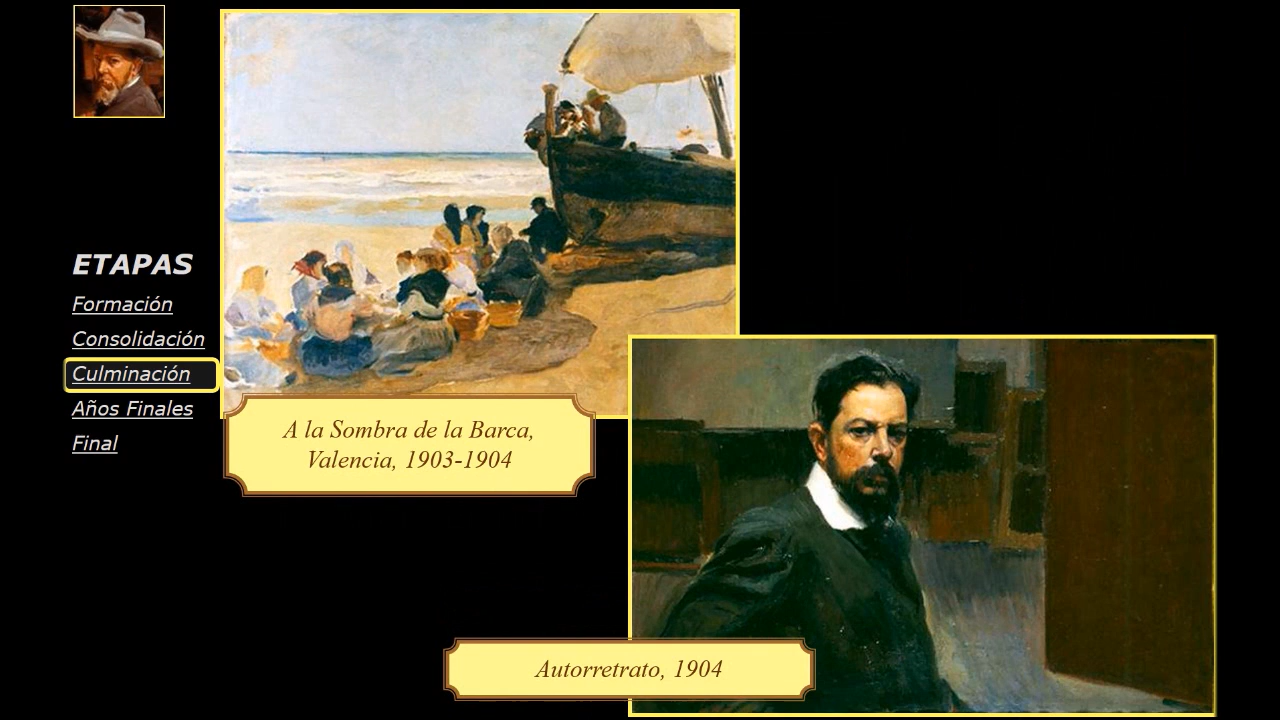 ETAPAS
Formación
Consolidación
Culminación
Años Finales
Final
A la Sombra de la Barca,
Valencia, 1903-1904
Autorretrato, 1904